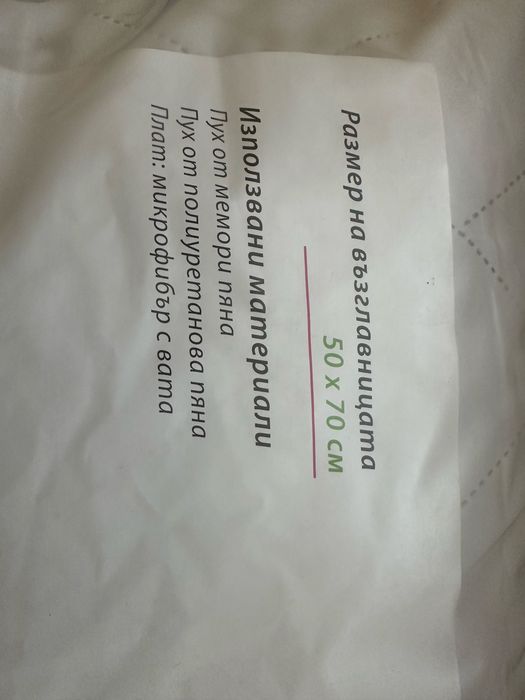 Размер на възглавницата
50 x 70 см
Използвани материали
Пух от мемори пяна
Пух от полиуретанова пяна
Плат: микрофибър с вата